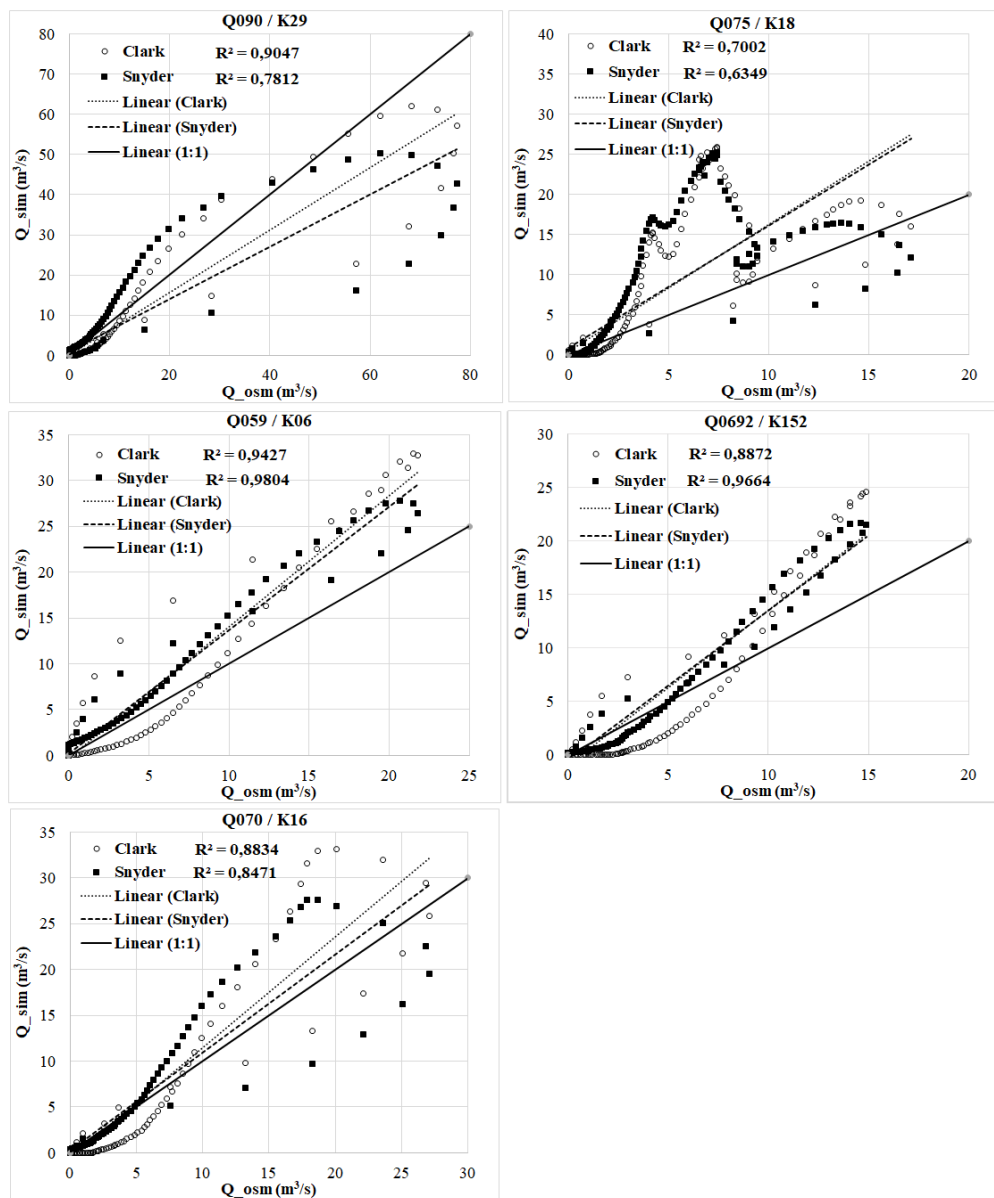 Q090 / K29
80
70
60
50
40
30
20
10
0
Q_sim (m³/s)
Clark R² = 0,9047
Snyder R² = 0,7812
Linear (Clark)
Linear (Snyder)
Linear (1:1)
0 20 40 60 80
Q_osm (m³/s)
Q075 / K18
40
35
30
25
20
15
10
5
0
Q_sim (m³/s)
Clark R² = 0,7002
Snyder R² = 0,6349
Linear (Clark)
Linear (Snyder)
Linear (1:1)
0 5 10 15 20
Q_osm (m³/s)
Q059 / K06
35
30
25
20
15
10
5
0
Q_sim (m³/s)
Clark R² = 0,9427
Snyder R² = 0,9804
Linear (Clark)
Linear (Snyder)
Linear (1:1)
0 5 10 15 20 25
Q_osm (m³/s)
Q0692 / K152
30
25
20
15
10
5
0
Q_sim (m³/s)
Clark R² = 0,8872
Snyder R² = 0,9664
Linear (Clark)
Linear (Snyder)
Linear (1:1)
0 5 10 15 20
Q_osm (m³/s)
Q070 / K16
35
30
25
20
15
10
5
0
Q_sim (m³/s)
Clark R² = 0,8834
Snyder R² = 0,8471
Linear (Clark)
Linear (Snyder)
Linear (1:1)
0 5 10 15 20 25 30
Q_osm (m³/s)